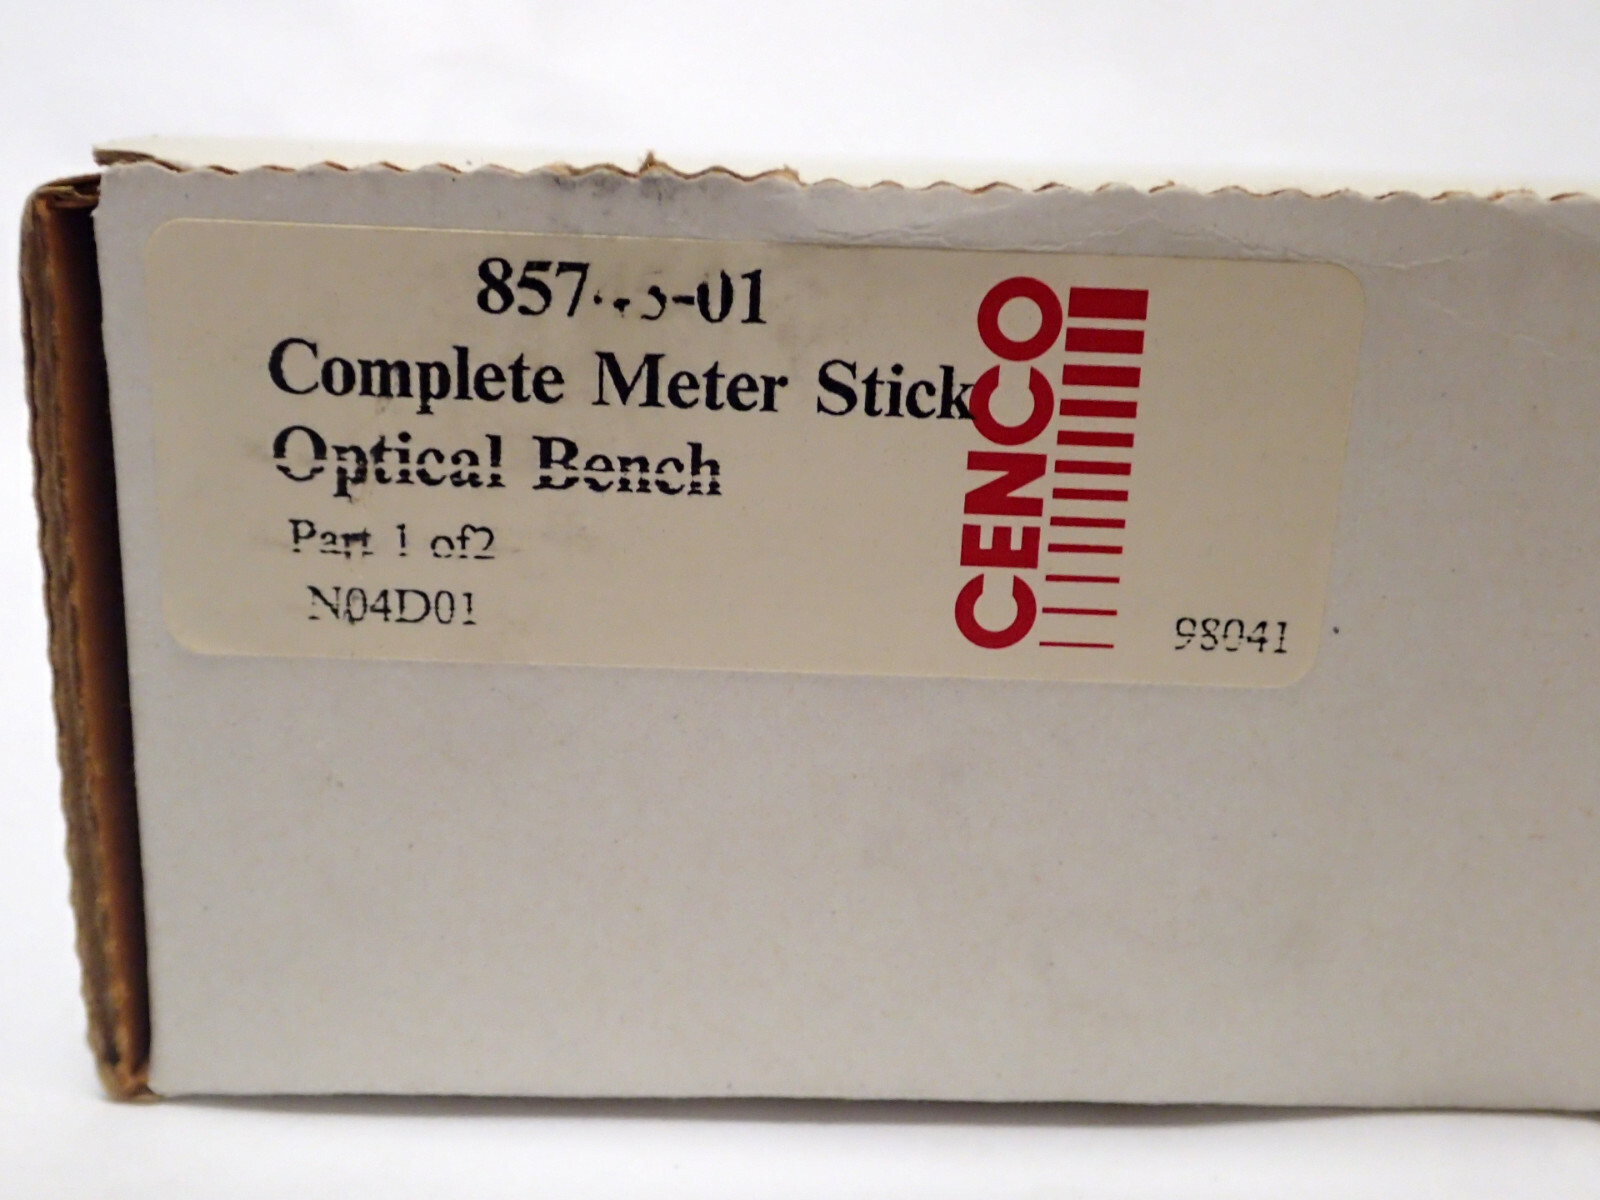 Complete Meter Stick
Optical Bench
Part 1 of2
N04D01
CENCO
98041